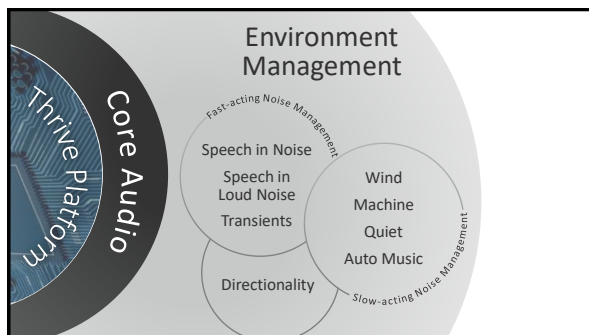 Environment
Management
Thrive Platform
Core Audio
Fast-acting Noise Management
Speech in Noise
Speech in
Loud Noise
Transients
Wind
Machine
Quiet
Auto Music
Slow-acting Noise Management
Directionality